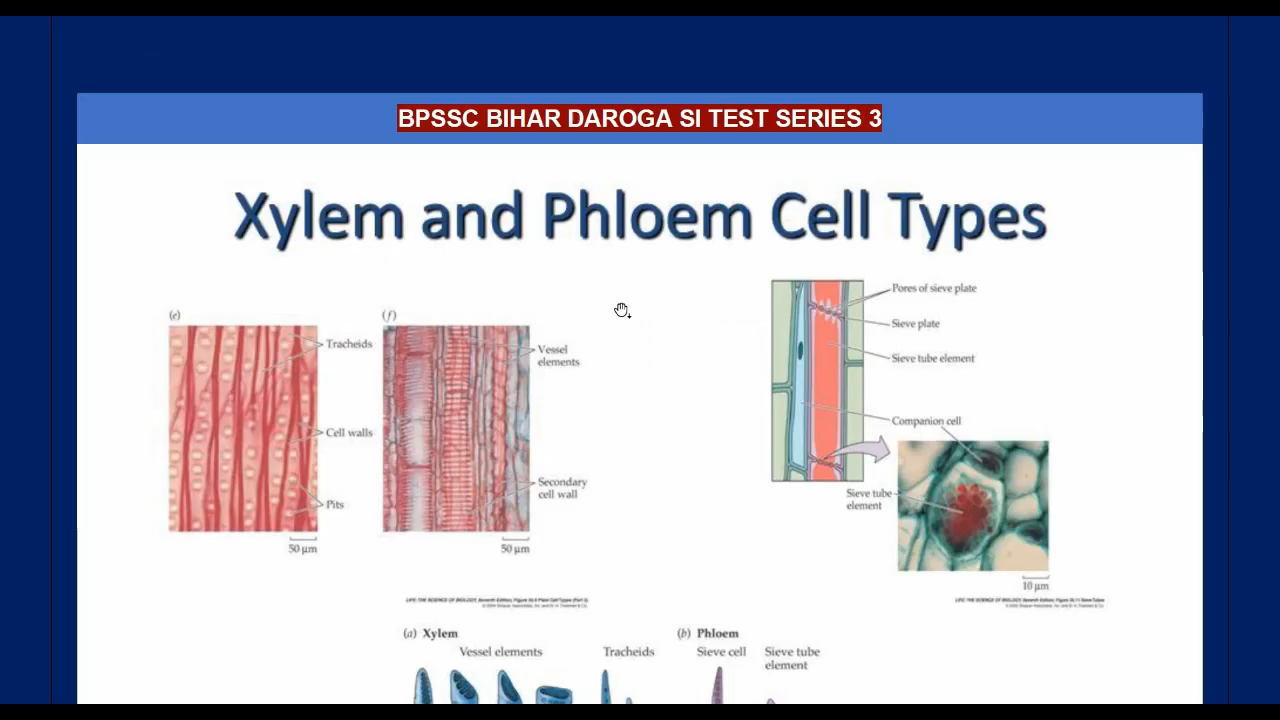 BPSSC BIHAR DAROGA SI TEST SERIES 3
Xylem and Phloem Cell Types
(e)
Tracheids
Cell walls
Pits
50 µm
(f)
Vessel
elements
Secondary
cell wall
50 µm
Pores of sieve plate
Sieve plate
Sieve tube element
Companion cell
Sieve tube
element
10 µm
(a) Xylem
Vessel elements
Tracheids
(b) Phloem
Sieve cell
Sieve tube
element